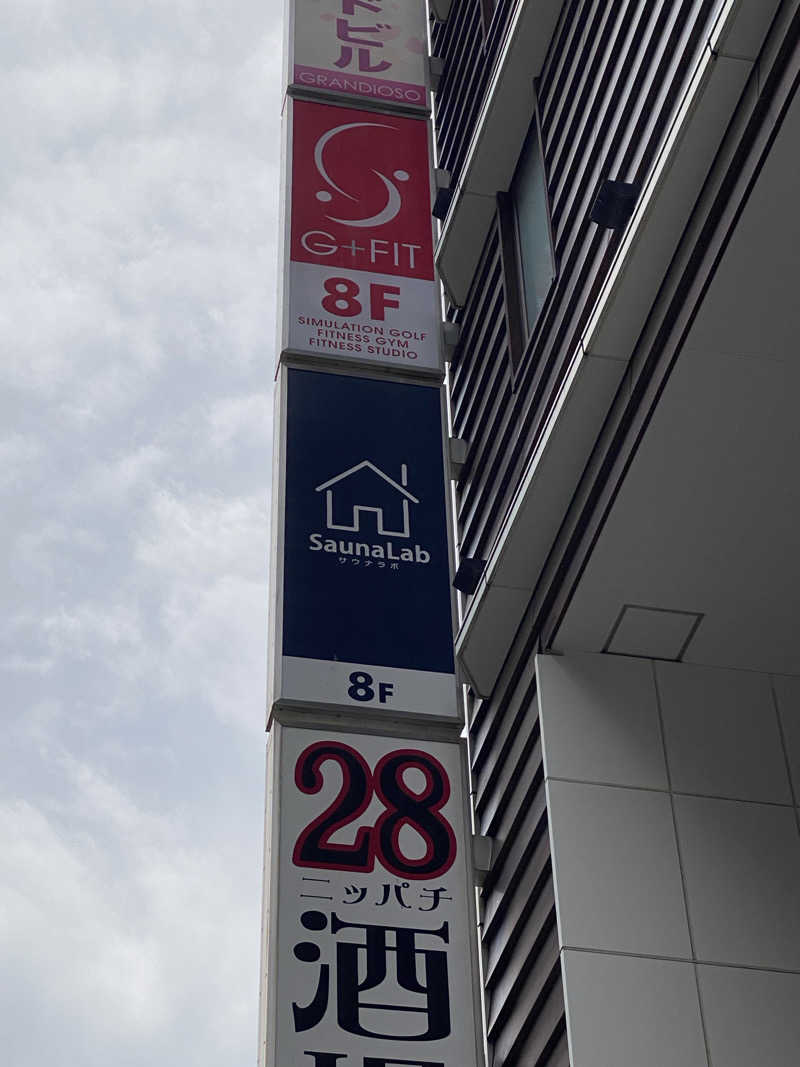 ドビル
GRANDIOSO
G+FIT
8F
SIMULATION GOLF
FITNESS GYM
FITNESS STUDIO
SaunaLab
サウナラボ
8F
28
ニッパチ
酒